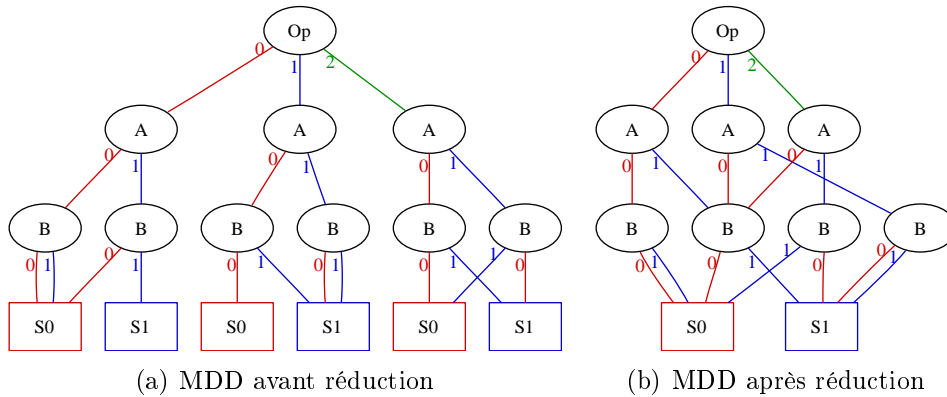 Op Op
0 1 2 0 1 2
A A A A A A
0 1 0 1 0 1 0 1 0 1 0 1
B B B B B B B B B B
0 1 0 1 0 1 0 1 0 1 1 0 0 1 0 1 1 0 0 1
S0 S1 S0 S1 S0 S1 S0 S1
(a) MDD avant réduction (b) MDD après réduction